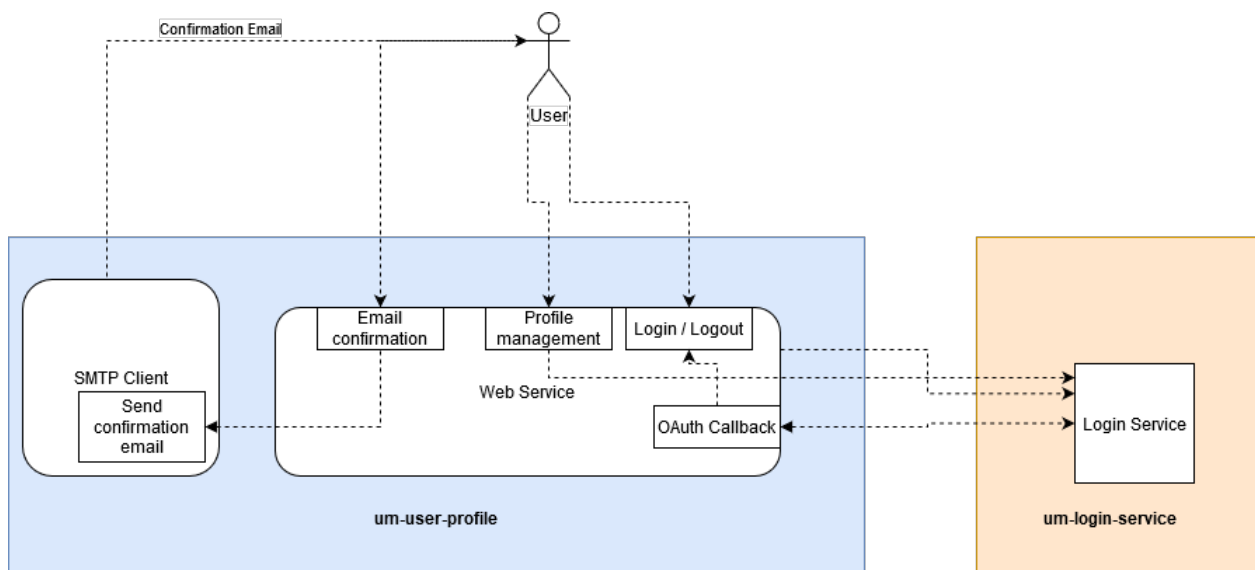 Confirmation Email
User
Email
confirmation
Profile
management
Login / Logout
SMTP Client
Send
confirmation
email
Web Service
OAuth Callback
Login Service
um-user-profile
um-login-service